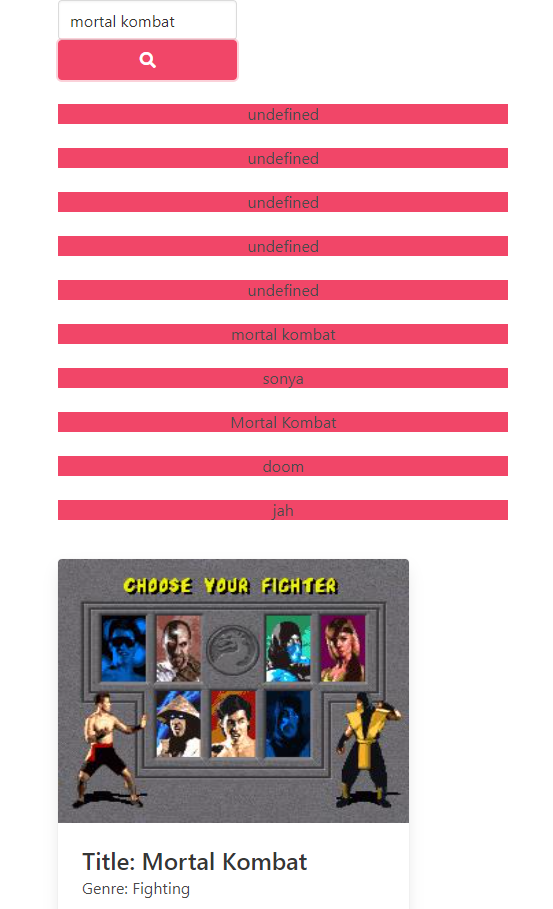 mortal kombat
undefined
undefined
undefined
undefined
undefined
mortal kombat
sonya
Mortal Kombat
doom
jah
CHOOSE YOUR FIGHTER
Title: Mortal Kombat
Genre: Fighting